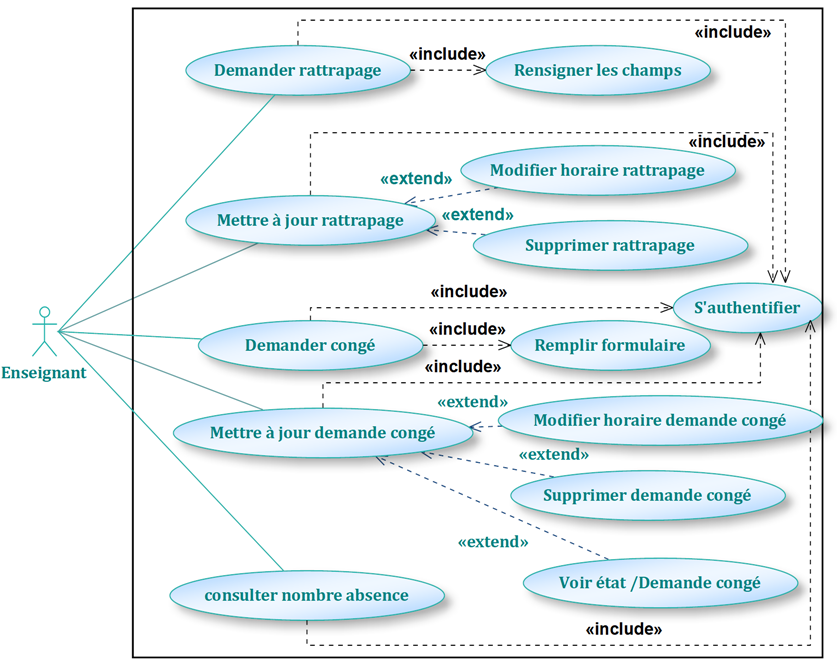 «include»
«include»
Demander rattrapage
Rensigner les champs
«include»
Modifier horaire rattrapage
«extend»
«extend»
Mettre à jour rattrapage
Supprimer rattrapage
«include»
S'authentifier
«include»
Demander congé
Remplir formulaire
Enseignant
«include»
«extend»
Modifier horaire demande congé
Mettre à jour demande congé
«extend»
Supprimer demande congé
«extend»
Voir état /Demande congé
consulter nombre absence
«include»